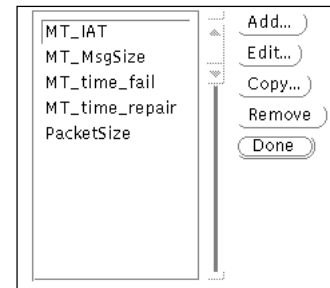 MT_IAT
MT_MsgSize
MT_time_fail
MT_time_repair
PacketSize
Add...
Edit...
Copy...
Remove
Done